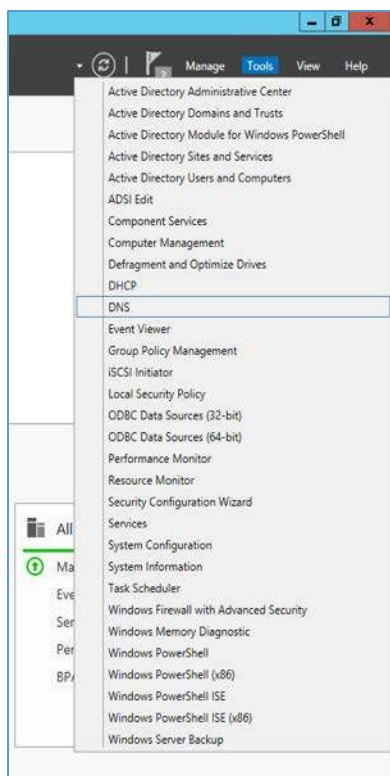 Manage Tools View Help
Active Directory Administrative Center
Active Directory Domains and Trusts
Active Directory Module for Windows PowerShell
Active Directory Sites and Services
Active Directory Users and Computers
ADSI Edit
Component Services
Computer Management
Defragment and Optimize Drives
DHCP
DNS
Event Viewer
Group Policy Management
iSCSI Initiator
Local Security Policy
ODBC Data Sources (32-bit)
ODBC Data Sources (64-bit)
Performance Monitor
Resource Monitor
Security Configuration Wizard
Services
All
System Configuration
Ma
System Information
Eve
Task Scheduler
Ser
Windows Firewall with Advanced Security
Windows Memory Diagnostic
Per
Windows PowerShell
BPA
Windows PowerShell (x86)
Windows PowerShell ISE
Windows PowerShell ISE (x86)
Windows Server Backup